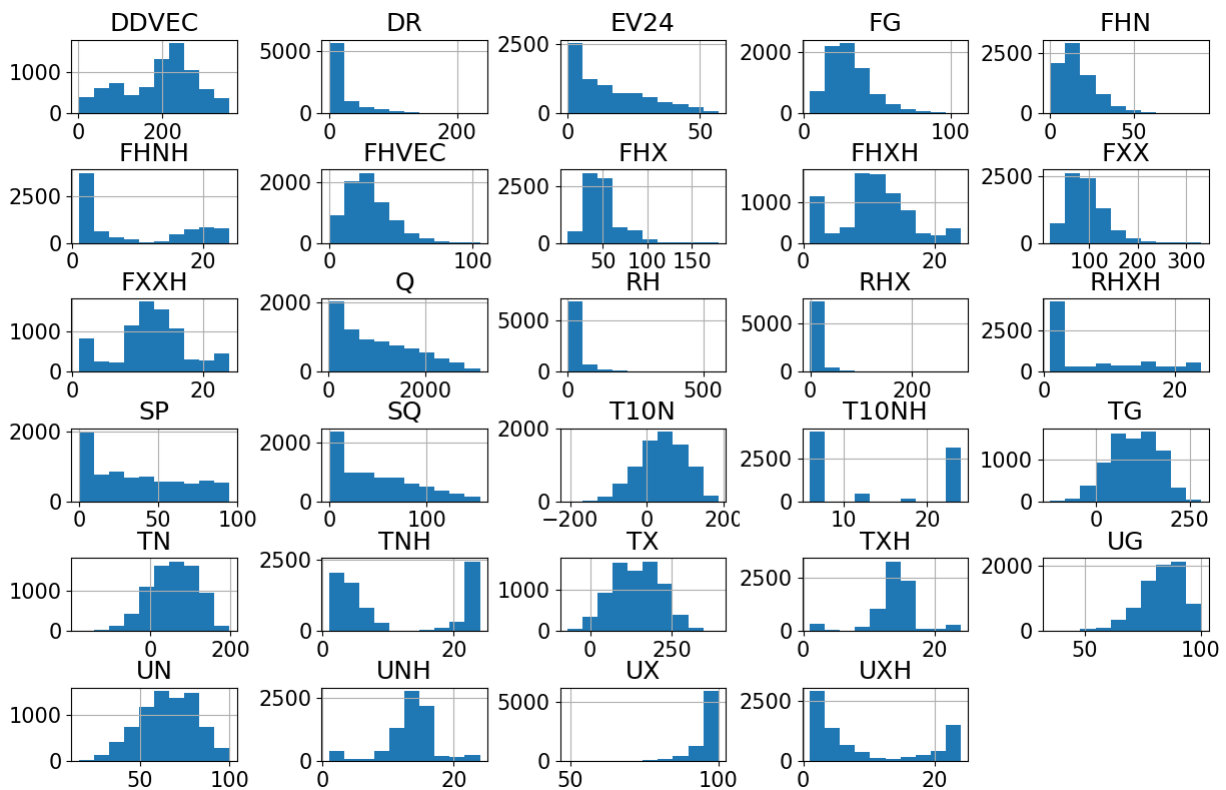 DDVEC DR EV24 FG FHN
1000 5000 2500 2000 2000
0 0 0 0 0
0 200 0 200 0 50 0 100 0 50
FHNH FHVEC FHX FHXH FXX
2500 2000 2500 1000 2500
0 0 0 0 0
0 20 0 100 50 100 150 0 20 100 200 300
FXXH Q RH RHX RHXH
1000 2000 5000 5000 2500
0 0 0 0 0
0 20 0 2000 0 500 0 200 0 20
SP SQ T10N T10NH TG
2000 2000 2000 2500 1000
0 0 0 0 0
0 50 100 0 100 −200 0 200 10 20 0 250
TN TNH TX TXH UG
1000 2500 1000 2500 2000
0 0 0 0 0
0 200 0 20 0 250 0 20 50 100
UN UNH UX UXH
1000 2500 5000 2500
0 0 0 0
50 100 0 20 50 100 0 20